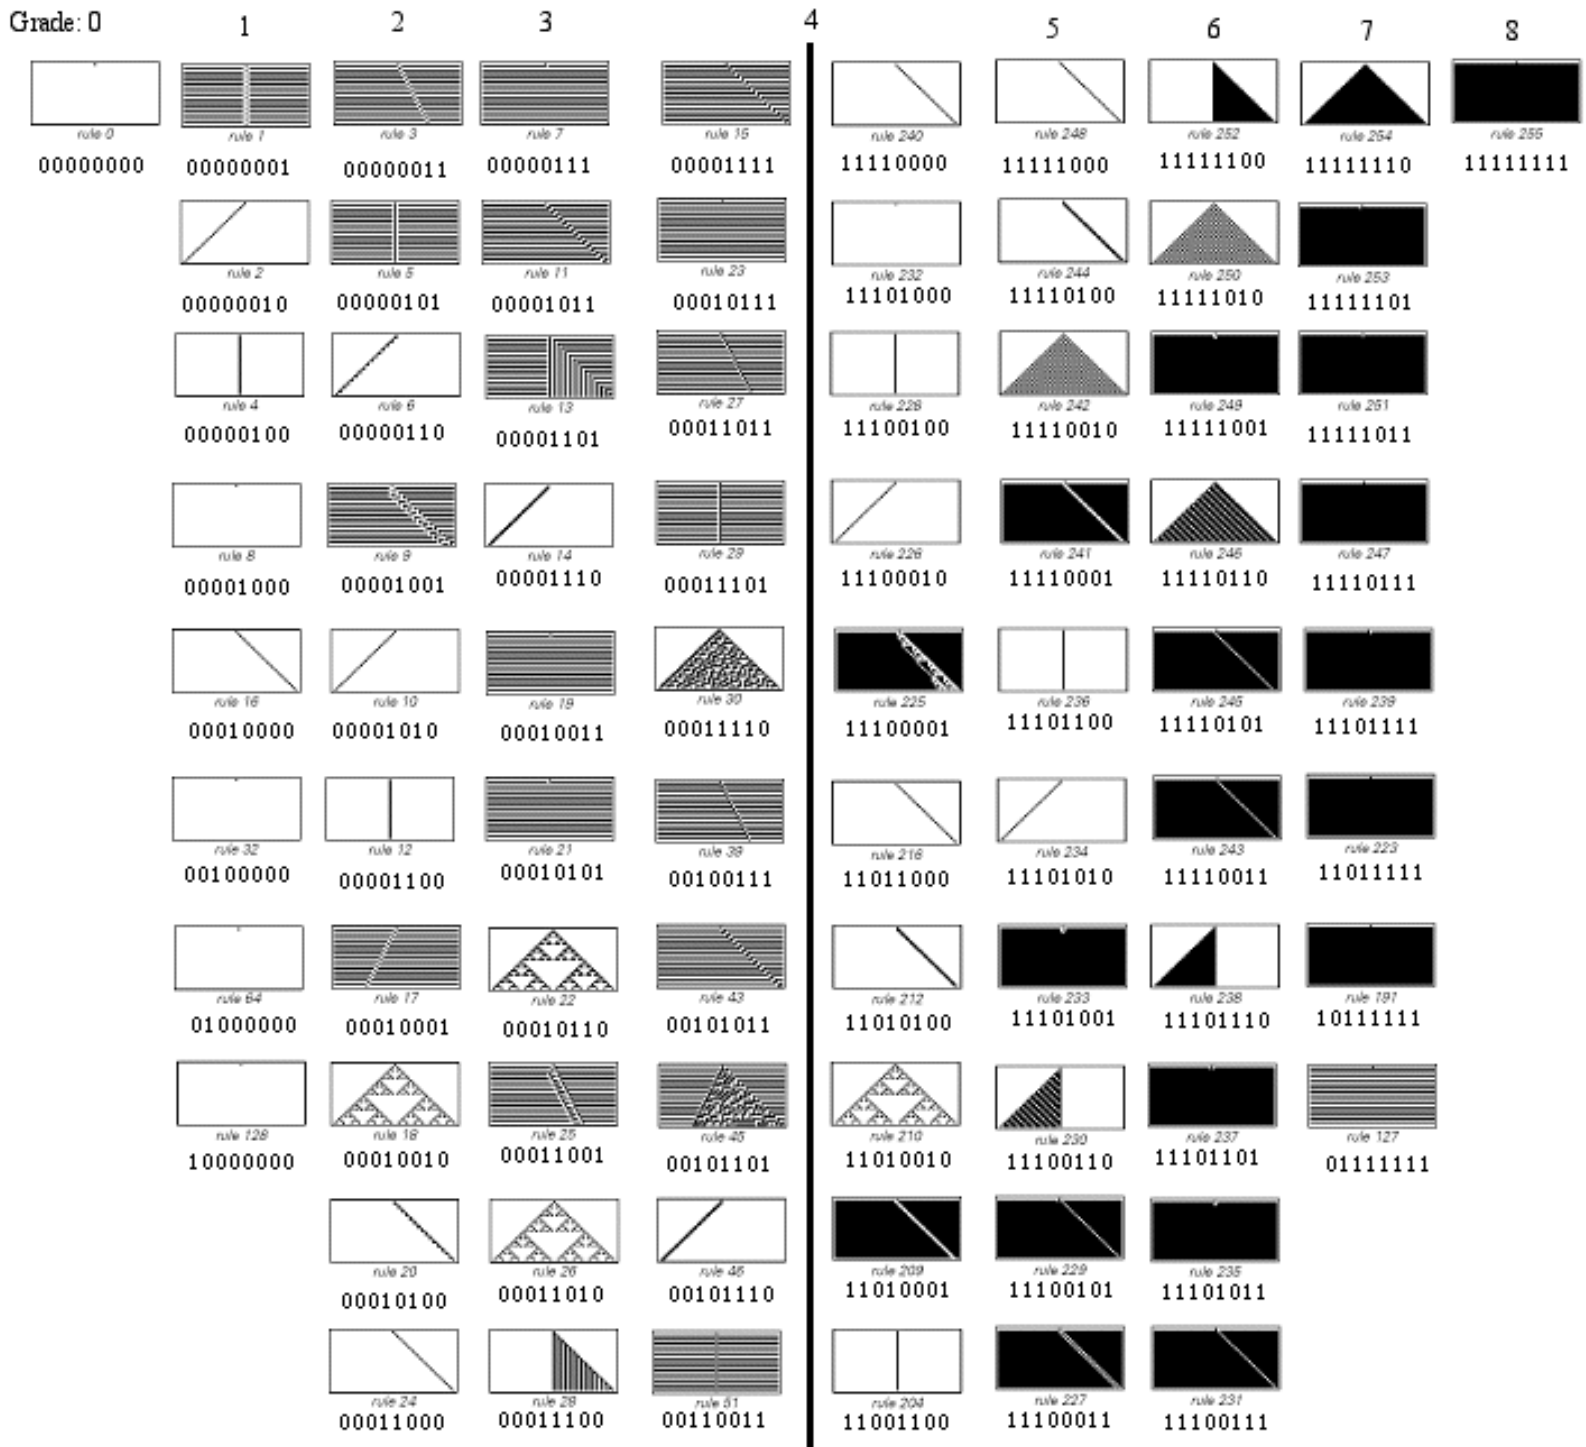 Grade: 0 1 2 3 4 5 6 7 8
rule 0 rule 1 rule 3 rule 7 rule 15 rule 240 rule 248 rule 252 rule 254 rule 255
00000000 00000001 00000011 00000111 00001111 11110000 11111000 11111100 11111110 11111111
rule 2 rule 5 rule 11 rule 23 rule 232 rule 244 rule 250 rule 253
00000010 00000101 00001011 00010111 11101000 11110100 11111010 11111101
rule 4 rule 6 rule 13 rule 27 rule 228 rule 242 rule 249 rule 251
00000100 00000110 00001101 00011011 11100100 11110010 11111001 11111011
rule 8 rule 9 rule 14 rule 29 rule 226 rule 241 rule 246 rule 247
00001000 00001001 00001110 00011101 11100010 11110001 11110110 11110111
rule 16 rule 10 rule 19 rule 30 rule 225 rule 236 rule 245 rule 239
00010000 00001010 00010011 00011110 11100001 11101100 11110101 11101111
rule 32 rule 12 rule 21 rule 39 rule 216 rule 234 rule 243 rule 223
00100000 00001100 00010101 00100111 11011000 11101010 11110011 11011111
rule 64 rule 17 rule 22 rule 43 rule 212 rule 233 rule 238 rule 191
01000000 00010001 00010110 00101011 11010100 11101001 11101110 10111111
rule 128 rule 18 rule 25 rule 45 rule 210 rule 230 rule 237 rule 127
10000000 00010010 00011001 00101101 11010010 11100110 11101101 01111111
rule 20 rule 26 rule 46 rule 209 rule 229 rule 235
00010100 00011010 00101110 11010001 11100101 11101011
rule 24 rule 28 rule 51 rule 204 rule 227 rule 231
00011000 00011100 00110011 11001100 11100011 11100111